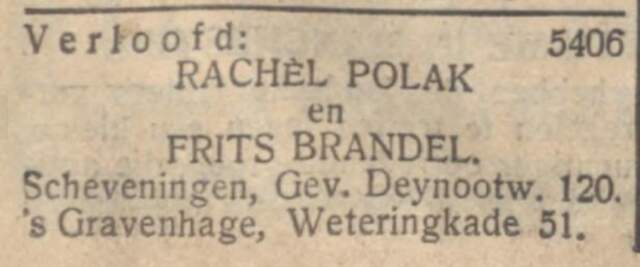 Verloofd: 5406
RACHÈL POLAK
en
FRITS BRANDEL.
Scheveningen, Gev. Deynootw. 120.
's Gravenhage, Weteringkade 51.